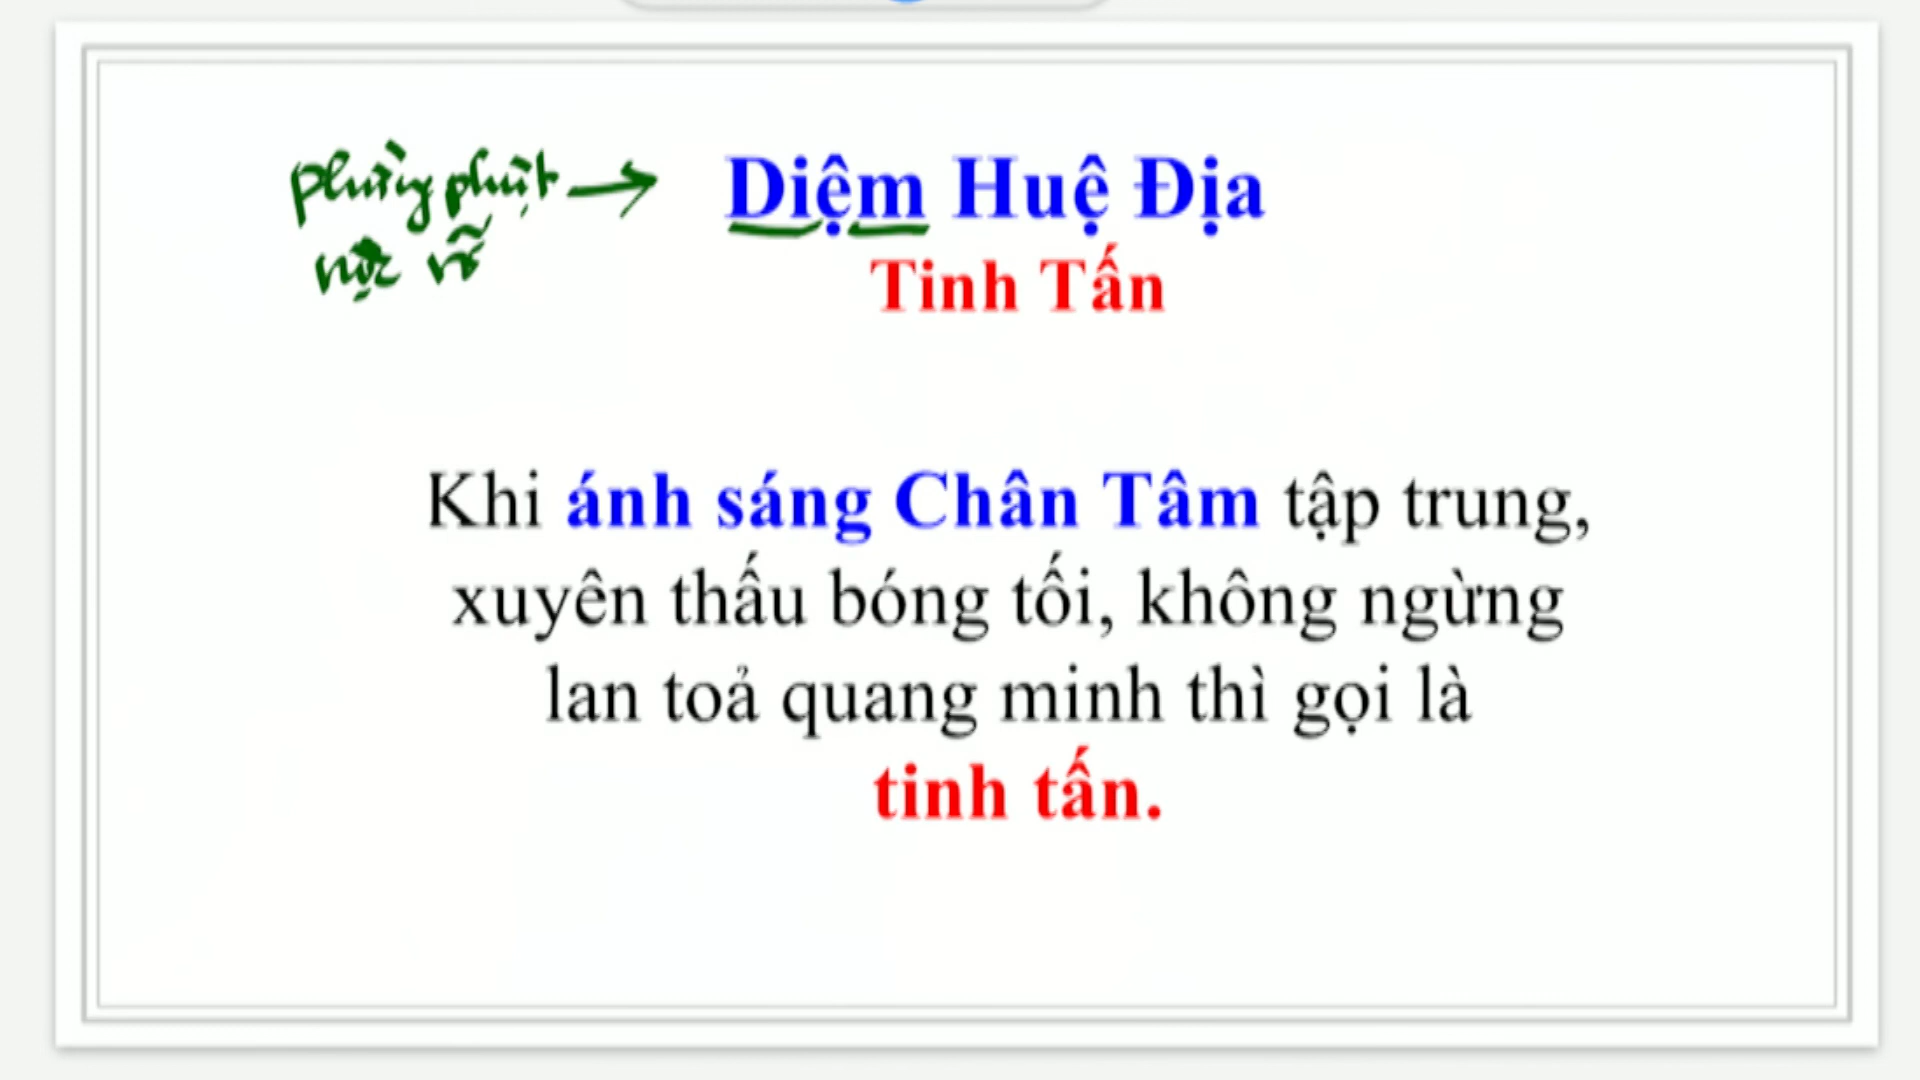 phừng phựt → Diệm Huệ Địa
rực rỡ
Tinh Tấn
Khi ánh sáng Chân Tâm tập trung,
xuyên thấu bóng tối, không ngừng
lan toả quang minh thì gọi là
tinh tấn.